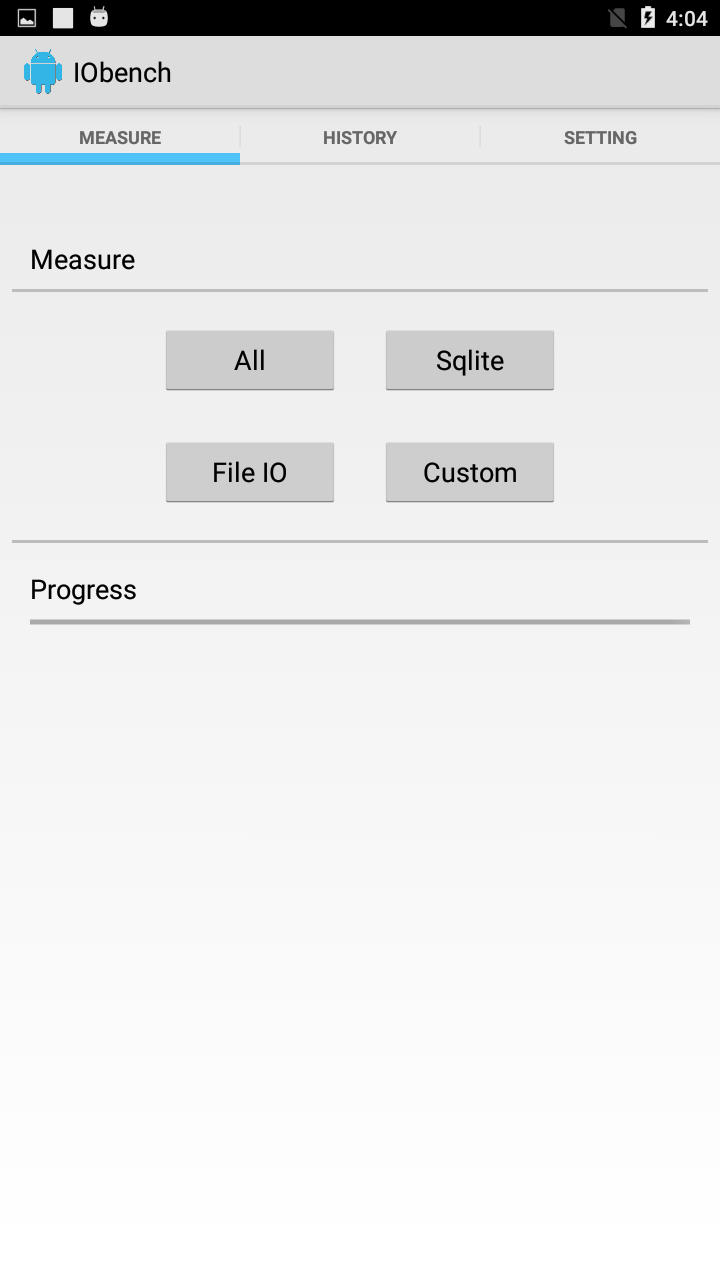 4:04
IObench
MEASURE
HISTORY
SETTING
Measure
All
Sqlite
File IO
Custom
Progress